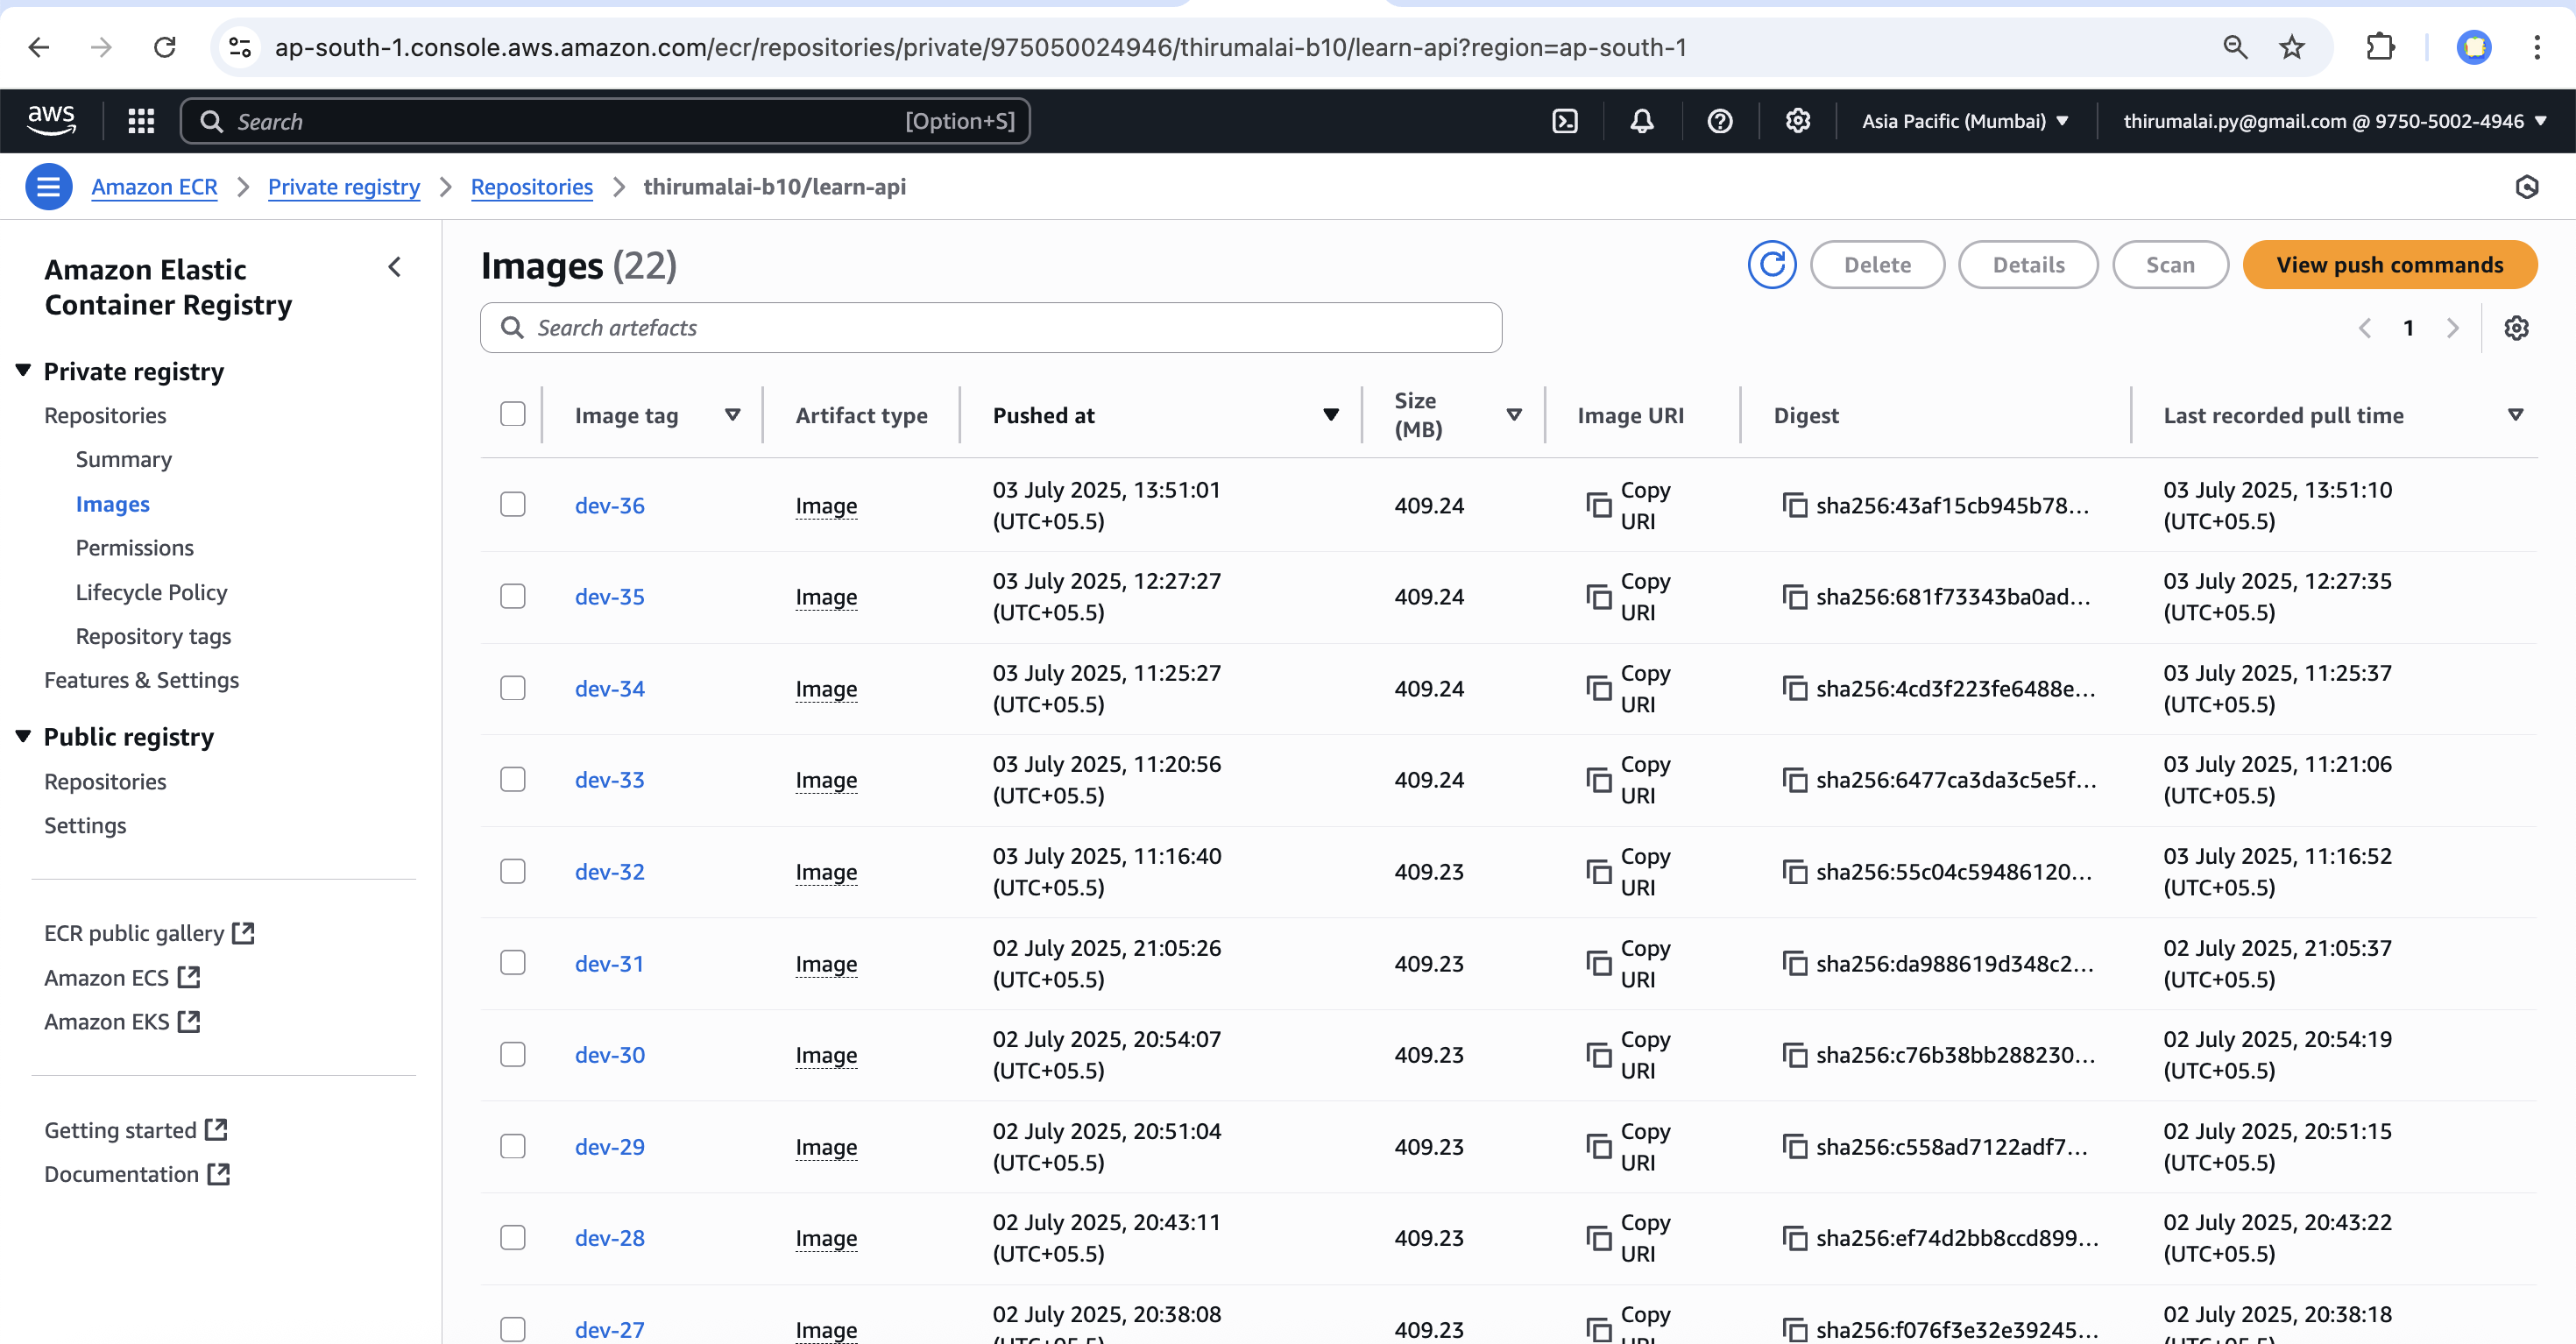 ap-south-1.console.aws.amazon.com/ecr/repositories/private/975050024946/thirumalai-b10/learn-api?region=ap-south-1
aws
Search
[Option+S]
Asia Pacific (Mumbai)
thirumalai.py@gmail.com @ 9750-5002-4946
Amazon ECR
Private registry
Repositories
thirumalai-b10/learn-api
Amazon Elastic
Container Registry
Private registry
Repositories
Summary
Images
Permissions
Lifecycle Policy
Repository tags
Features & Settings
Public registry
Repositories
Settings
ECR public gallery
Amazon ECS
Amazon EKS
Getting started
Documentation
Images (22)
Delete
Details
Scan
View push commands
Search artefacts
1
Image tag
Artifact type
Pushed at
Size
(MB)
Image URI
Digest
Last recorded pull time
dev-36
Image
03 July 2025, 13:51:01
(UTC+05.5)
409.24
Copy
URI
sha256:43af15cb945b78...
03 July 2025, 13:51:10
(UTC+05.5)
dev-35
Image
03 July 2025, 12:27:27
(UTC+05.5)
409.24
Copy
URI
sha256:681f73343ba0ad...
03 July 2025, 12:27:35
(UTC+05.5)
dev-34
Image
03 July 2025, 11:25:27
(UTC+05.5)
409.24
Copy
URI
sha256:4cd3f223fe6488e...
03 July 2025, 11:25:37
(UTC+05.5)
dev-33
Image
03 July 2025, 11:20:56
(UTC+05.5)
409.24
Copy
URI
sha256:6477ca3da3c5e5f...
03 July 2025, 11:21:06
(UTC+05.5)
dev-32
Image
03 July 2025, 11:16:40
(UTC+05.5)
409.23
Copy
URI
sha256:55c04c59486120...
03 July 2025, 11:16:52
(UTC+05.5)
dev-31
Image
02 July 2025, 21:05:26
(UTC+05.5)
409.23
Copy
URI
sha256:da988619d348c2...
02 July 2025, 21:05:37
(UTC+05.5)
dev-30
Image
02 July 2025, 20:54:07
(UTC+05.5)
409.23
Copy
URI
sha256:c76b38bb288230...
02 July 2025, 20:54:19
(UTC+05.5)
dev-29
Image
02 July 2025, 20:51:04
(UTC+05.5)
409.23
Copy
URI
sha256:c558ad7122adf7...
02 July 2025, 20:51:15
(UTC+05.5)
dev-28
Image
02 July 2025, 20:43:11
(UTC+05.5)
409.23
Copy
URI
sha256:ef74d2bb8ccd899...
02 July 2025, 20:43:22
(UTC+05.5)
dev-27
Image
02 July 2025, 20:38:08
409.23
Copy
sha256:f076f3e32e39245...
02 July 2025, 20:38:18